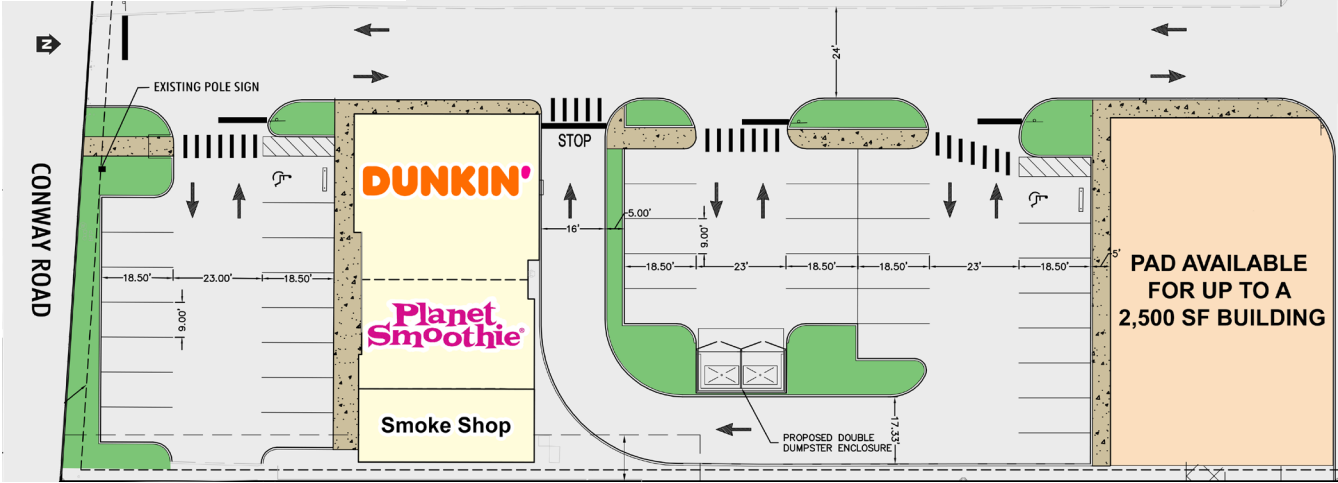 N
24'
EXISTING POLE SIGN
STOP
DUNKIN'
CONWAY ROAD
5.00'
16'
9.00'
18.50'
23.00'
18.50'
9.00'
18.50'
23'
18.50'
18.50'
23'
18.50'
5'
PAD AVAILABLE
FOR UP TO A
2,500 SF BUILDING
Planet
Smoothie®
Smoke Shop
17.33'
PROPOSED DOUBLE
DUMPSTER ENCLOSURE